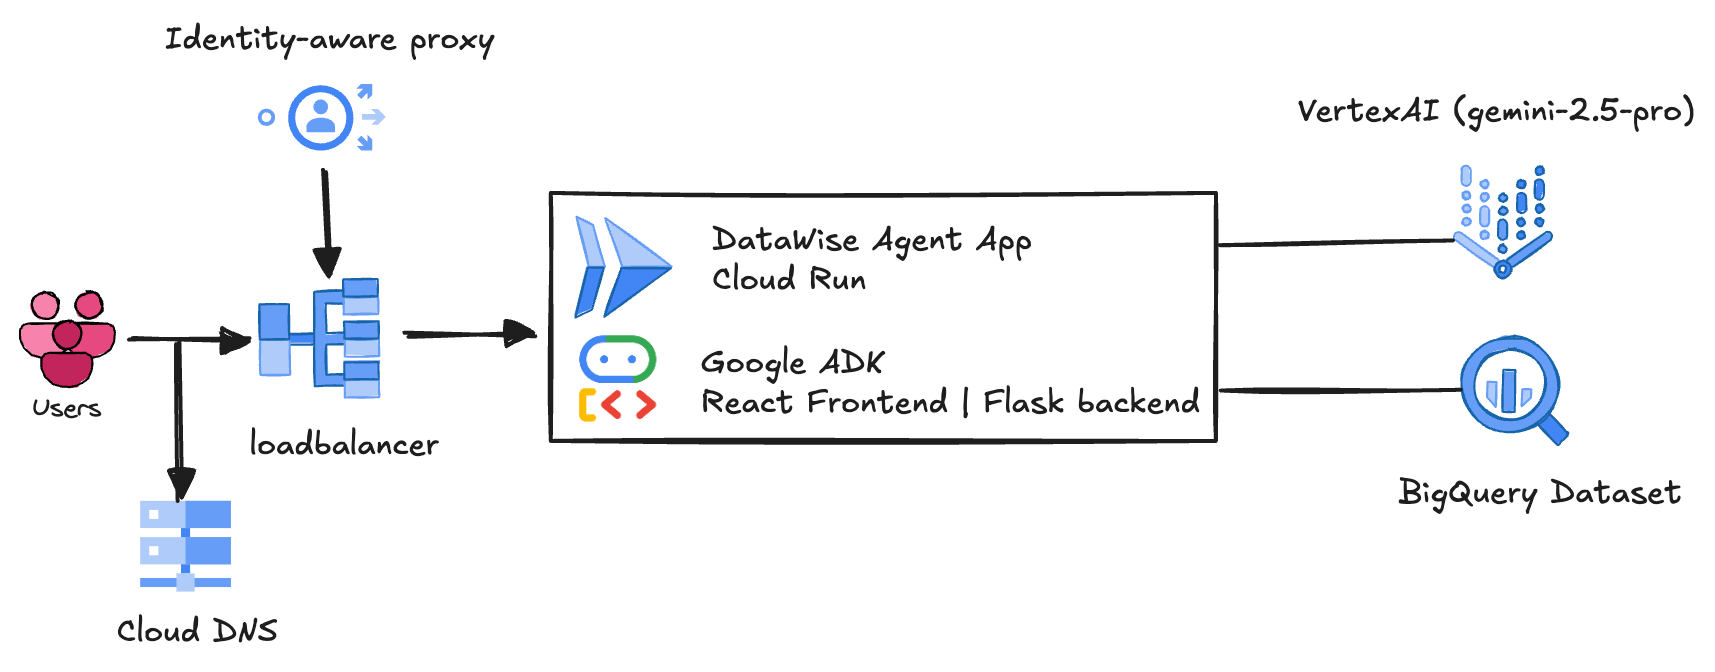 Identity-aware proxy
VertexAI (gemini-2.5-pro)
DataWise Agent App
Cloud Run
Google ADK
React Frontend | Flask backend
Users
loadbalancer
BigQuery Dataset
Cloud DNS